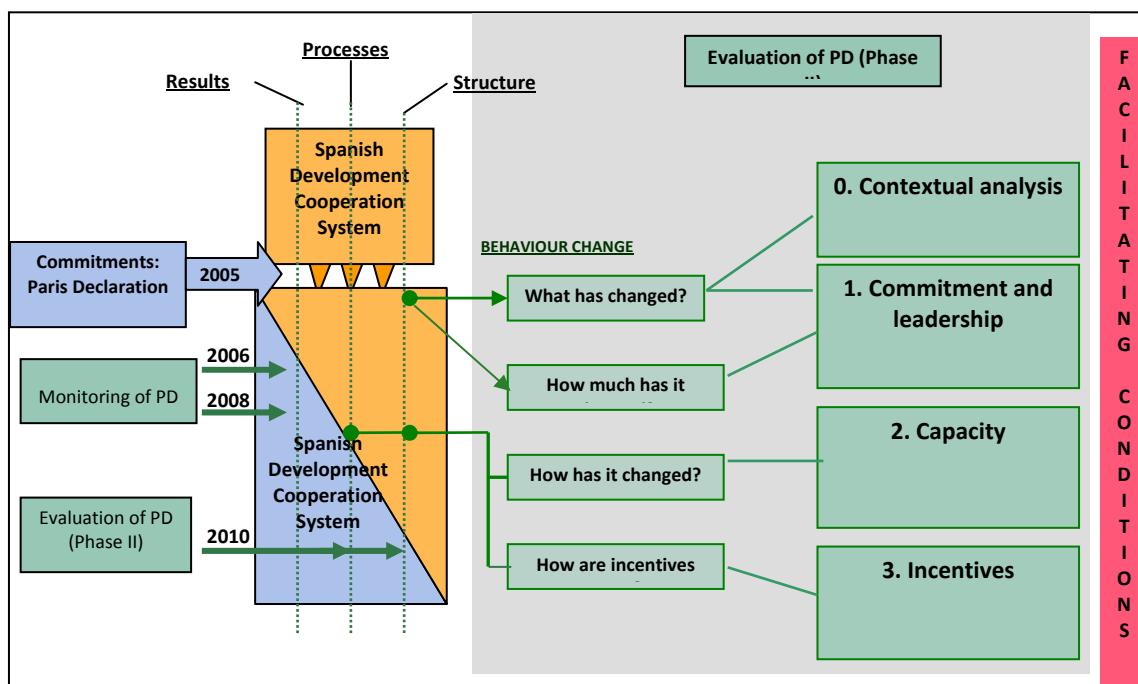 Processes
Results
Structure
Evaluation of PD (Phase
Spanish
Development
Cooperation
System
Commitments:
Paris Declaration
2005
BEHAVIOUR CHANGE
What has changed?
How much has it
How has it changed?
How are incentives
0. Contextual analysis
1. Commitment and
leadership
2. Capacity
3. Incentives
2006
Monitoring of PD
2008
Spanish
Development
Cooperation
System
Evaluation of PD
(Phase II)
2010
F
A
C
I
L
I
T
A
T
I
N
G
C
O
N
D
I
T
I
O
N
S